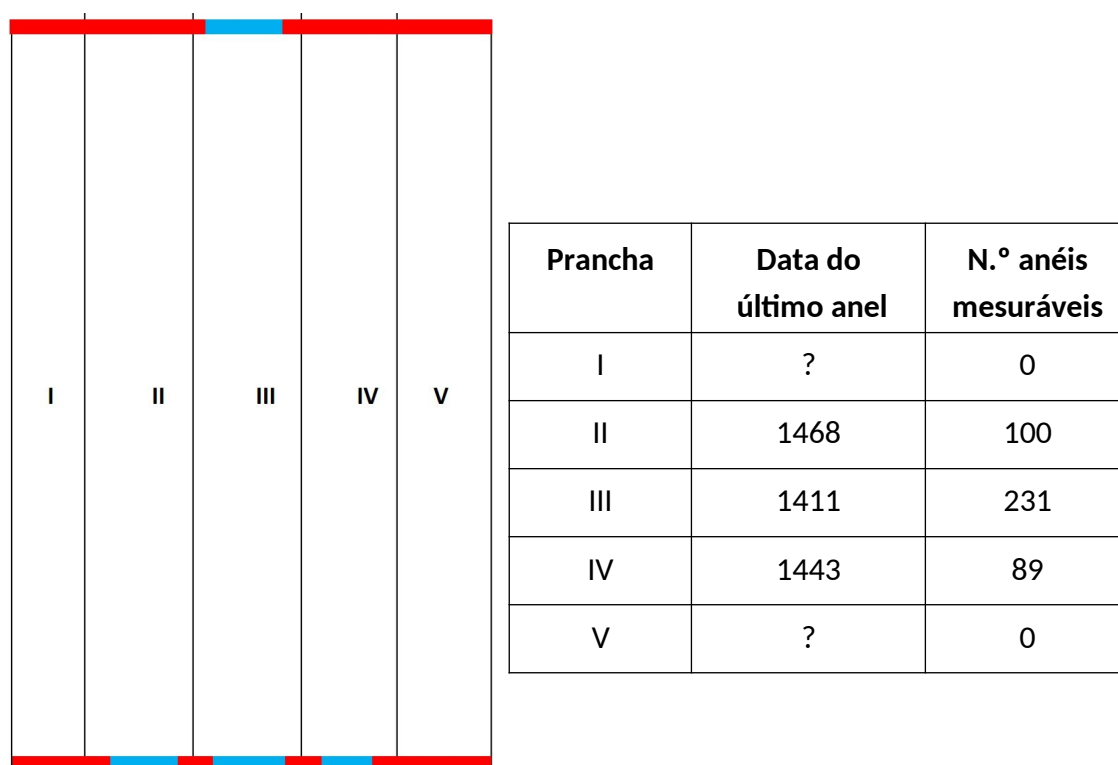 I II III IV V
Prancha Data do último anel N.º anéis mesuráveis
I ? 0
II 1468 100
III 1411 231
IV 1443 89
V ? 0